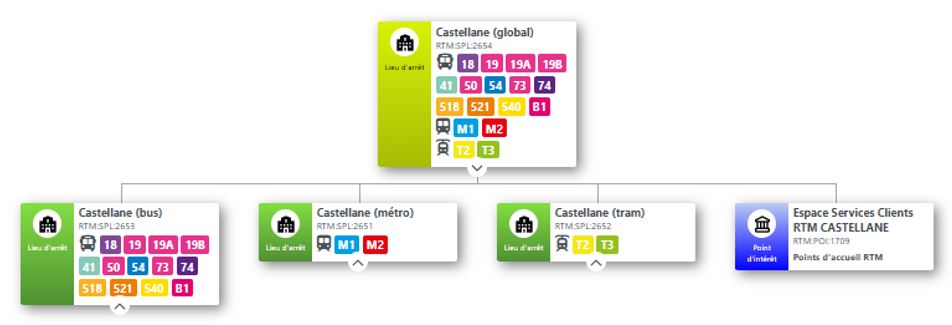 Castellane (global)
RTM:SPL:2654
Lieu d'arrêt
18 19 19A 19B
41 50 54 73 74
518 521 540 B1
M1 M2
T2 T3
Castellane (bus)
RTM:SPL:2653
Lieu d'arrêt
18 19 19A 19B
41 50 54 73 74
518 521 540 B1
Castellane (métro)
RTM:SPL:2651
Lieu d'arrêt
M1 M2
Castellane (tram)
RTM:SPL:2652
Lieu d'arrêt
T2 T3
Espace Services Clients
RTM CASTELLANE
RTM:POI:1709
Point
d'intérêt
Points d'accueil RTM